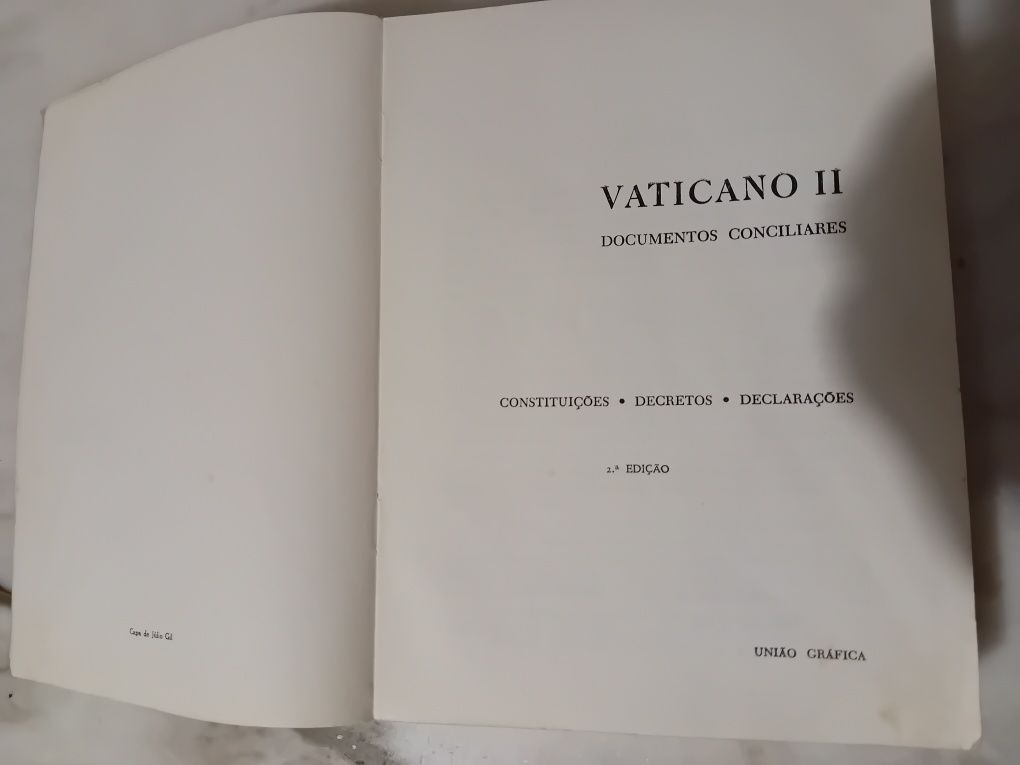 Capa de Júlio Gil
VATICANO II
DOCUMENTOS CONCILIARES
CONSTITUIÇÕES • DECRETOS • DECLARAÇÕES
2.ª EDIÇÃO
UNIÃO GRÁFICA